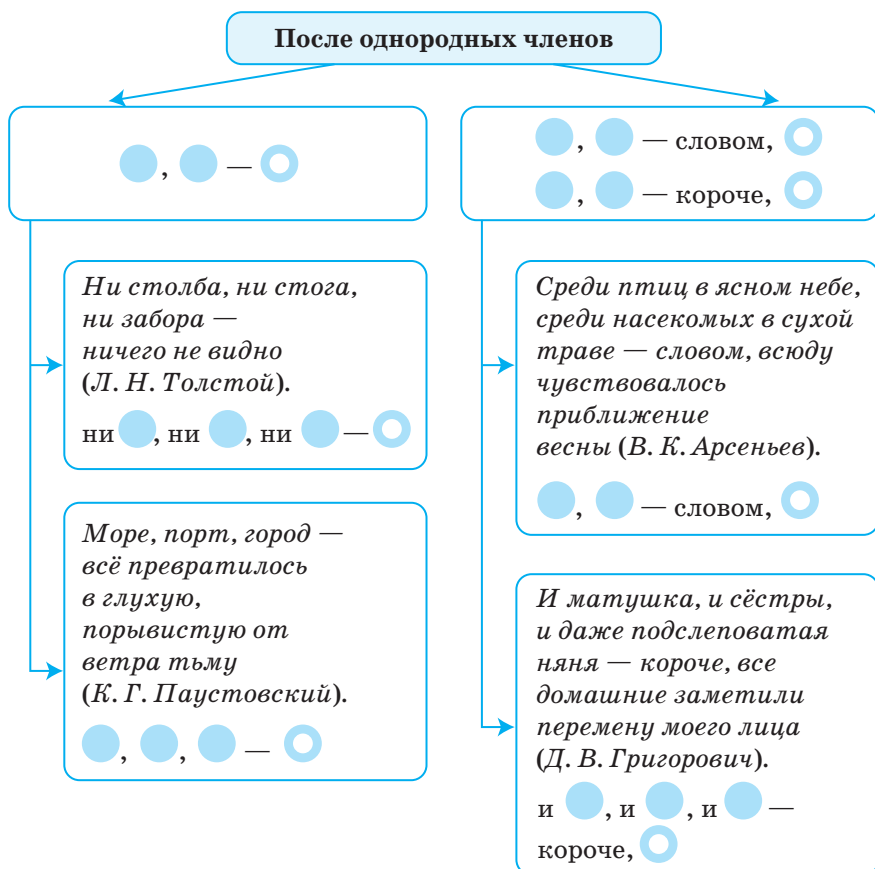 После однородных членов
, —
, — словом,
, — короче,
Ни столба, ни стога,
ни забора —
ничего не видно
(Л. Н. Толстой).
ни , ни , ни —
Море, порт, город —
всё превратилось
в глухую,
порывистую от
ветра тьму
(К. Г. Паустовский).
, , —
Среди птиц в ясном небе,
среди насекомых в сухой
траве — словом, всюду
чувствовалось
приближение
весны (В. К. Арсеньев).
, — словом,
И матушка, и сёстры,
и даже подслеповатая
няня — короче, все
домашние заметили
перемену моего лица
(Д. В. Григорович).
и , и , и —
короче,